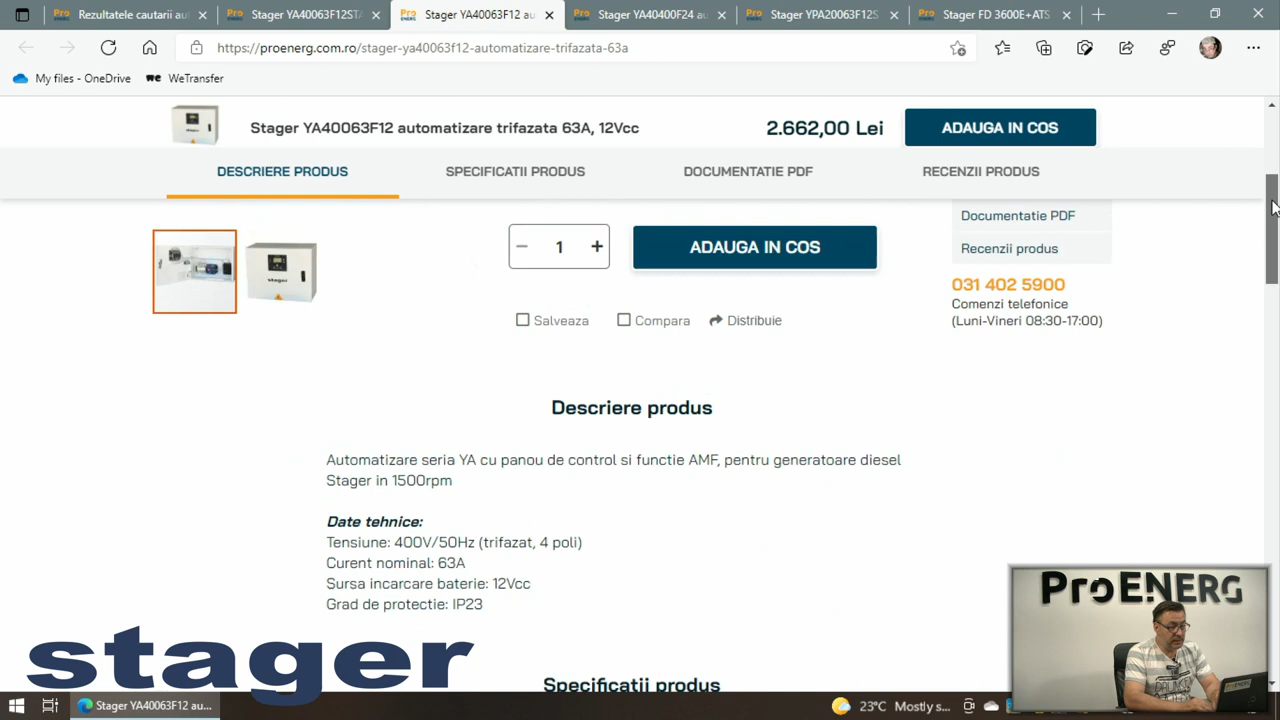 Rezultatele cautarii au
Stager YA40063F12STA
Stager YA40063F12 au
Stager YA40400F24 au
Stager YPA20063F12S
Stager FD 3600E+ATS
https://proenerg.com.ro/stager-ya40063f12-automatizare-trifazata-63a
My files - OneDrive
WeTransfer
Stager YA40063F12 automatizare trifazata 63A, 12Vcc
2.662,00 Lei
ADAUGA IN COS
DESCRIERE PRODUS
SPECIFICATII PRODUS
DOCUMENTATIE PDF
RECENZII PRODUS
Documentatie PDF
Recenzii produs
1
ADAUGA IN COS
031 402 5900
Comenzi telefonice
(Luni-Vineri 08:30-17:00)
Salveaza
Compara
Distribuie
Descriere produs
Automatizare seria YA cu panou de control si functie AMF, pentru generatoare diesel
Stager in 1500rpm
Date tehnice:
Tensiune: 400V/50Hz (trifazat, 4 poli)
Curent nominal: 63A
Sursa incarcare baterie: 12Vcc
Grad de protectie: IP23
Specificatii produs
stager
ProENERG
Stager YA40063F12 au...
23°C Mostly s...